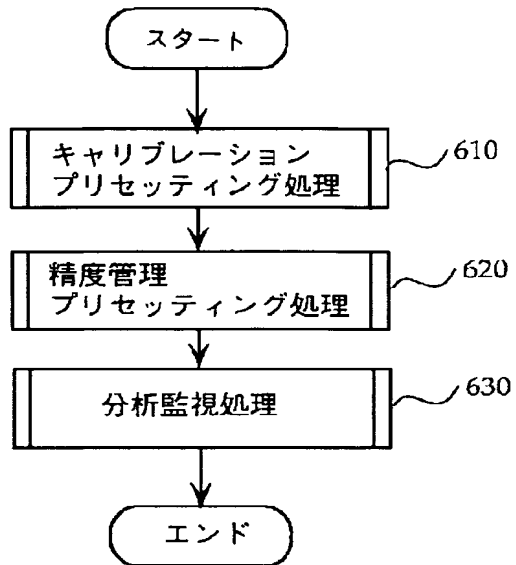 スタート
キャリブレーション
プリセッティング処理
610
精度管理
プリセッティング処理
620
分析監視処理
630
エンド